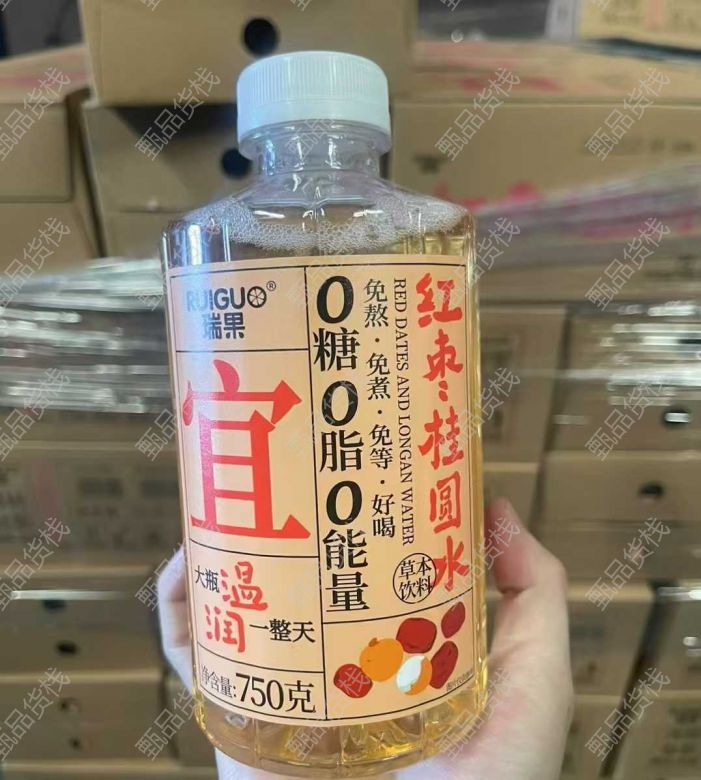 RUIGUO®
瑞果
宜
大瓶温润一整天
净含量:750克
0糖0脂0能量
免熬·免煮·免等·好喝
RED DATES AND LONGAN WATER
红枣桂圆水
草本饮料
甄品货栈